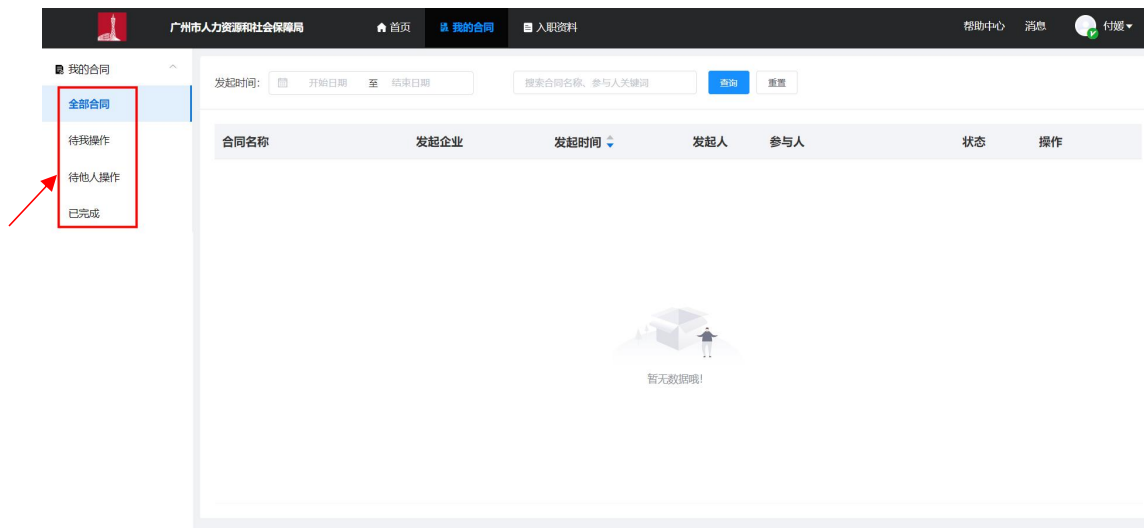 广州市人力资源和社会保障局 首页 我的合同 入职资料 帮助中心 消息 付媛
我的合同
全部合同
待我操作
待他人操作
已完成
发起时间： 开始日期 至 结束日期 搜索合同名称、参与人关键词 查询 重置
合同名称 发起企业 发起时间 发起人 参与人 状态 操作
暂无数据哦!